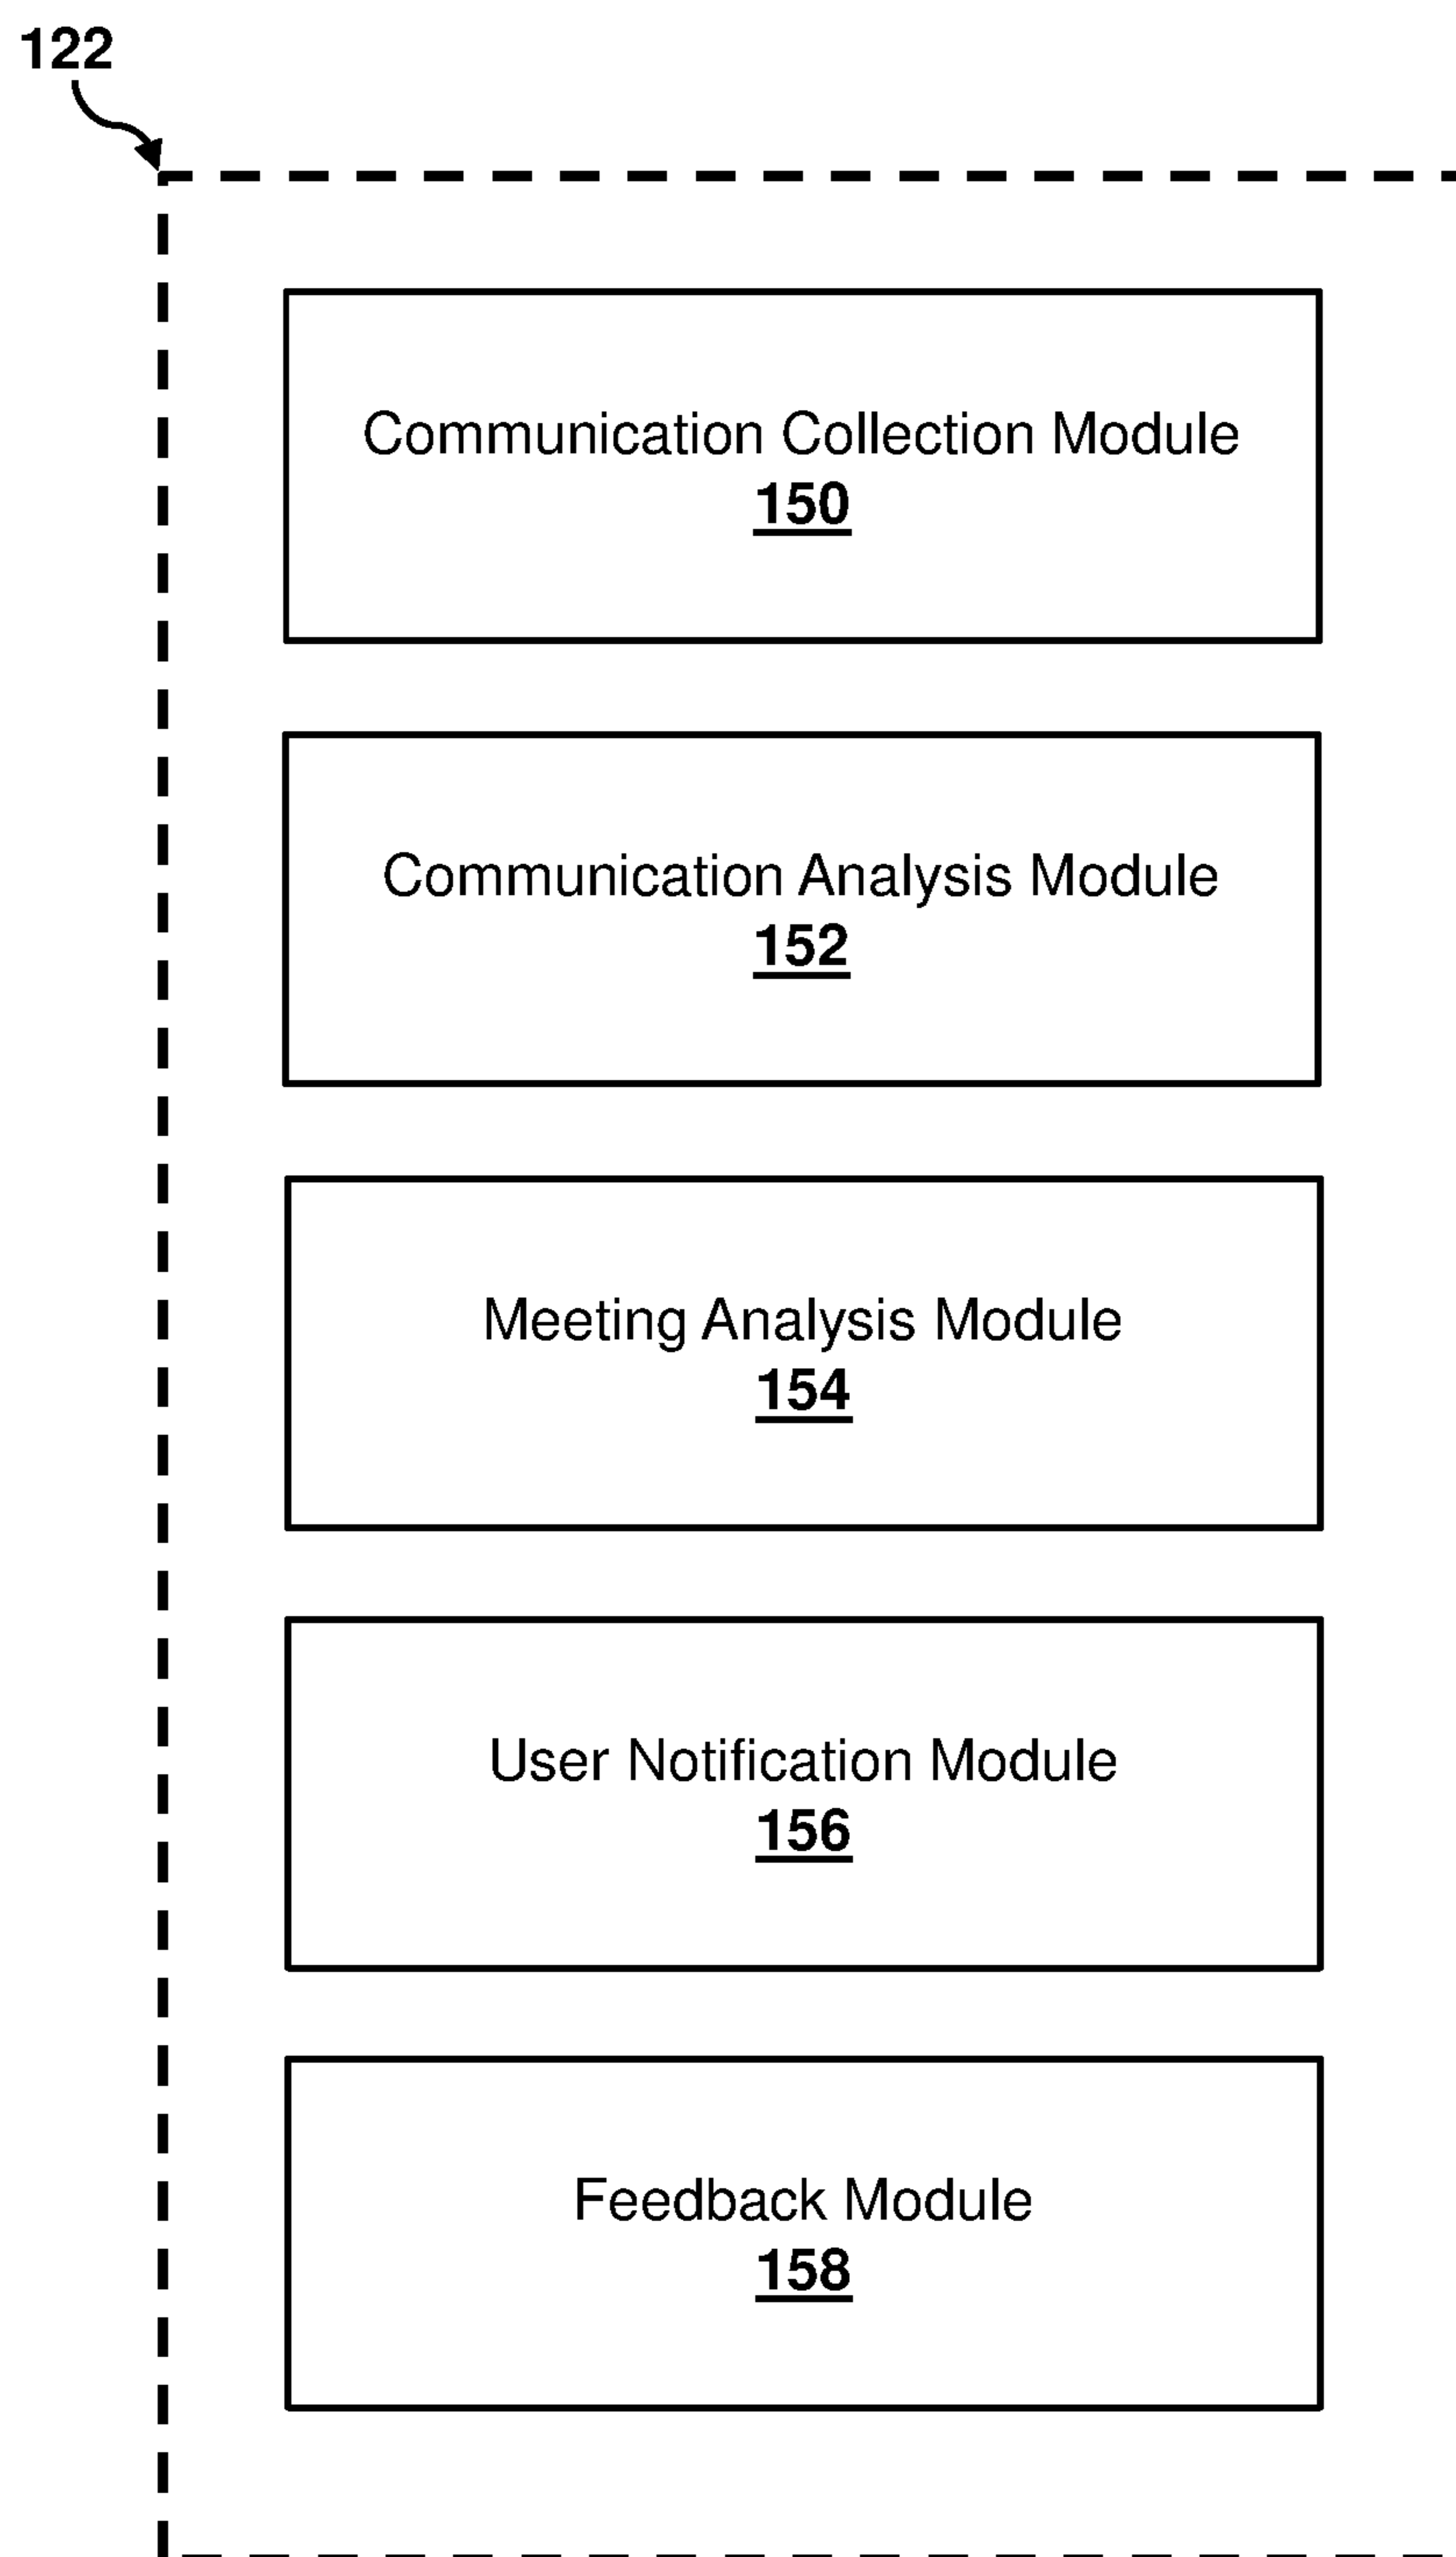 122
Communication Collection Module
150
Communication Analysis Module
152
Meeting Analysis Module
154
User Notification Module
156
Feedback Module
158